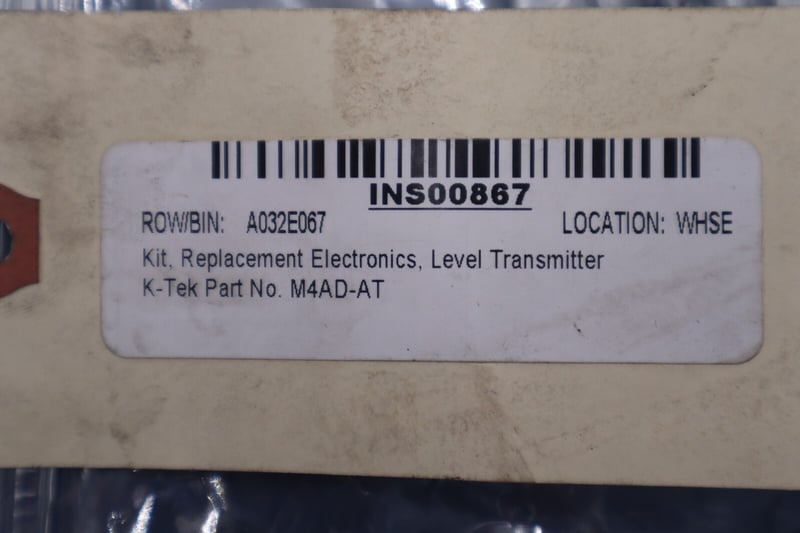 INS00867
ROW/BIN: A032E067 LOCATION: WHSE
Kit, Replacement Electronics, Level Transmitter
K-Tek Part No. M4AD-AT